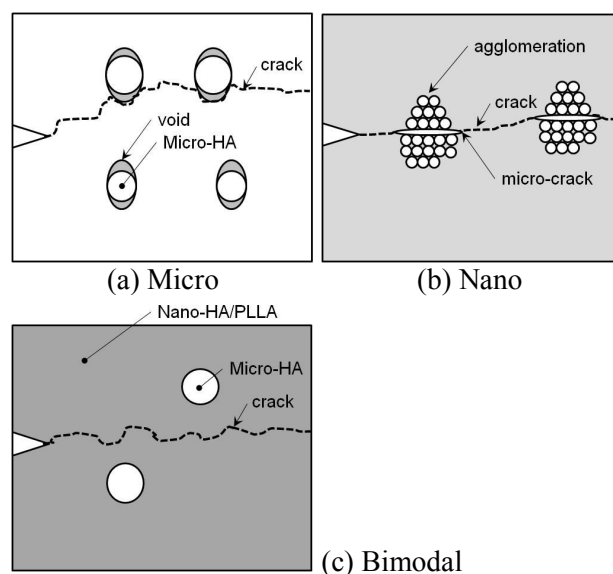 crack
void
Micro-HA
(a) Micro
agglomeration
crack
micro-crack
(b) Nano
Nano-HA/PLLA
Micro-HA
crack
(c) Bimodal